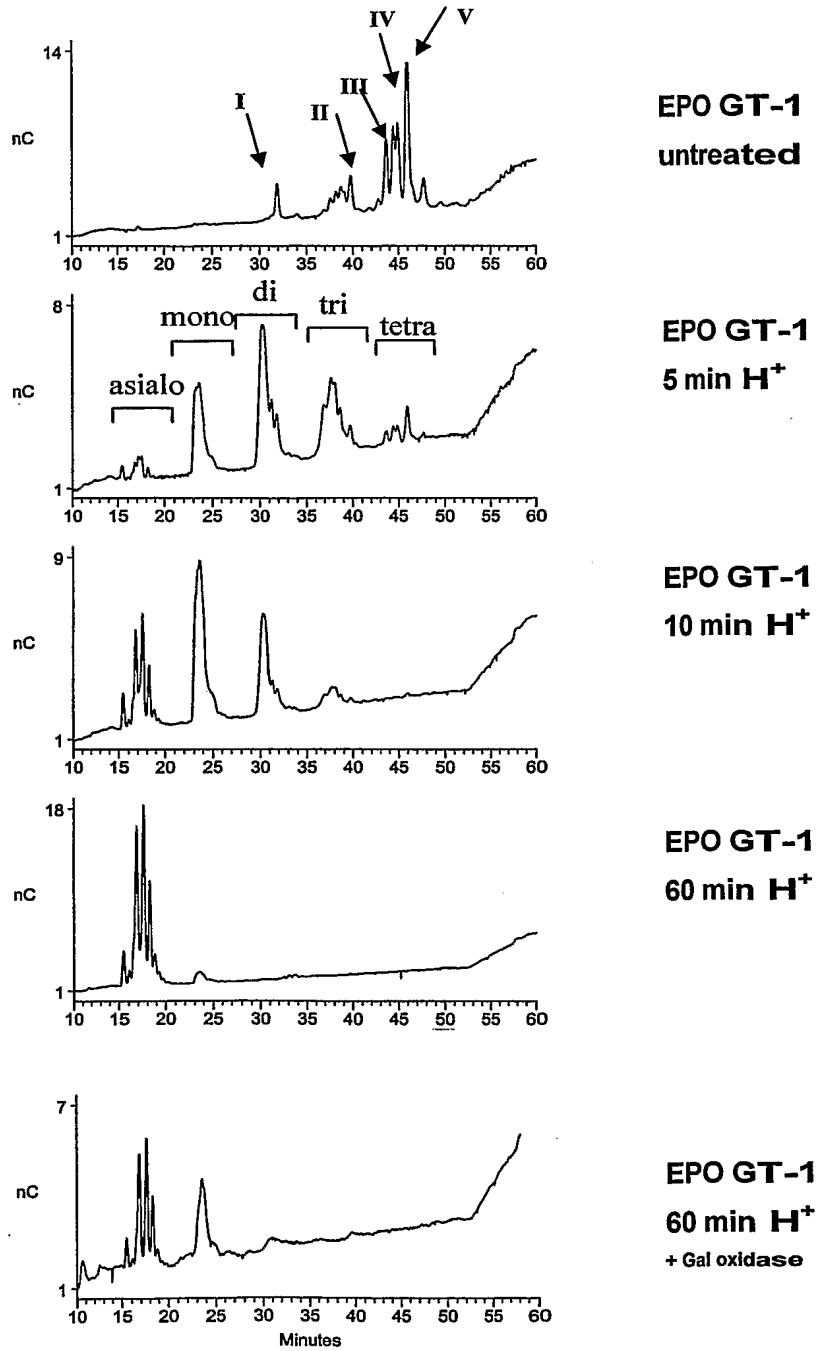 I
II
III
IV
V
14
nC
1
10 15 20 25 30 35 40 45 50 55 60
EPO GT-1
untreated
asialo
mono
di
tri
tetra
8
nC
1
10 15 20 25 30 35 40 45 50 55 60
EPO GT-1
5 min H⁺
9
nC
1
10 15 20 25 30 35 40 45 50 55 60
EPO GT-1
10 min H⁺
18
nC
1
10 15 20 25 30 35 40 45 50 55 60
EPO GT-1
60 min H⁺
7
nC
1
10 15 20 25 30 35 40 45 50 55 60
Minutes
EPO GT-1
60 min H⁺
+ Gal oxidase